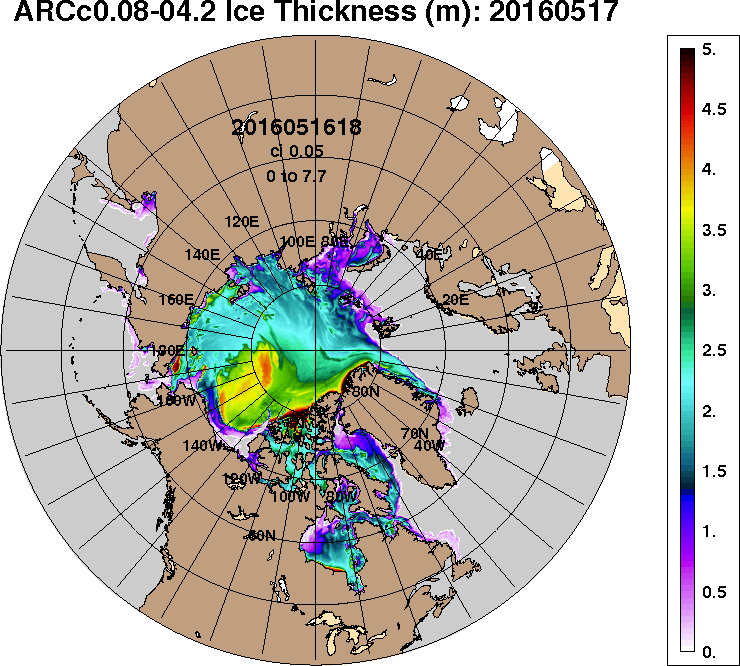 ARCc0.08-04.2 Ice Thickness (m): 20160517
5.
4.5
4.
3.5
3.
2.5
2.
1.5
1.
0.5
0.
2016051618
ci 0.05
0 to 7.7
120E
100E 80E
40E
140E
20E
160E
180E
160W
80N
140W
70N
40W
120W
100W 80W
60N